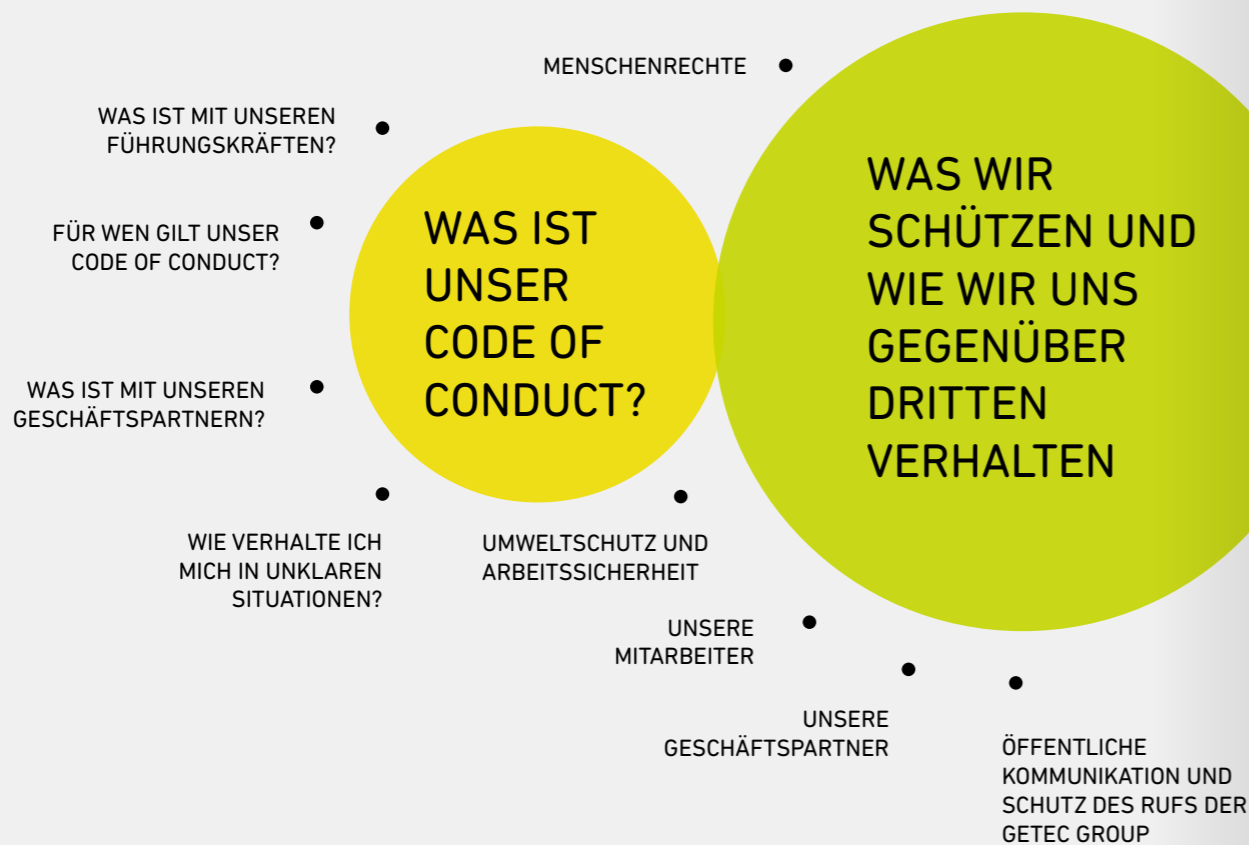 MENSCHENRECHTE
WAS IST MIT UNSEREN
FÜHRUNGSKRÄFTEN?
FÜR WEN GILT UNSER
CODE OF CONDUCT?
WAS IST MIT UNSEREN
GESCHÄFTSPARTNERN?
WIE VERHALTE ICH
MICH IN UNKLAREN
SITUATIONEN?
WAS IST
UNSER
CODE OF
CONDUCT?
WAS WIR
SCHÜTZEN UND
WIE WIR UNS
GEGENÜBER
DRITTEN
VERHALTEN
UMWELTSCHUTZ UND
ARBEITSSICHERHEIT
UNSERE
MITARBEITER
UNSERE
GESCHÄFTSPARTNER
ÖFFENTLICHE
KOMMUNIKATION UND
SCHUTZ DES RUFS DER
GETEC GROUP